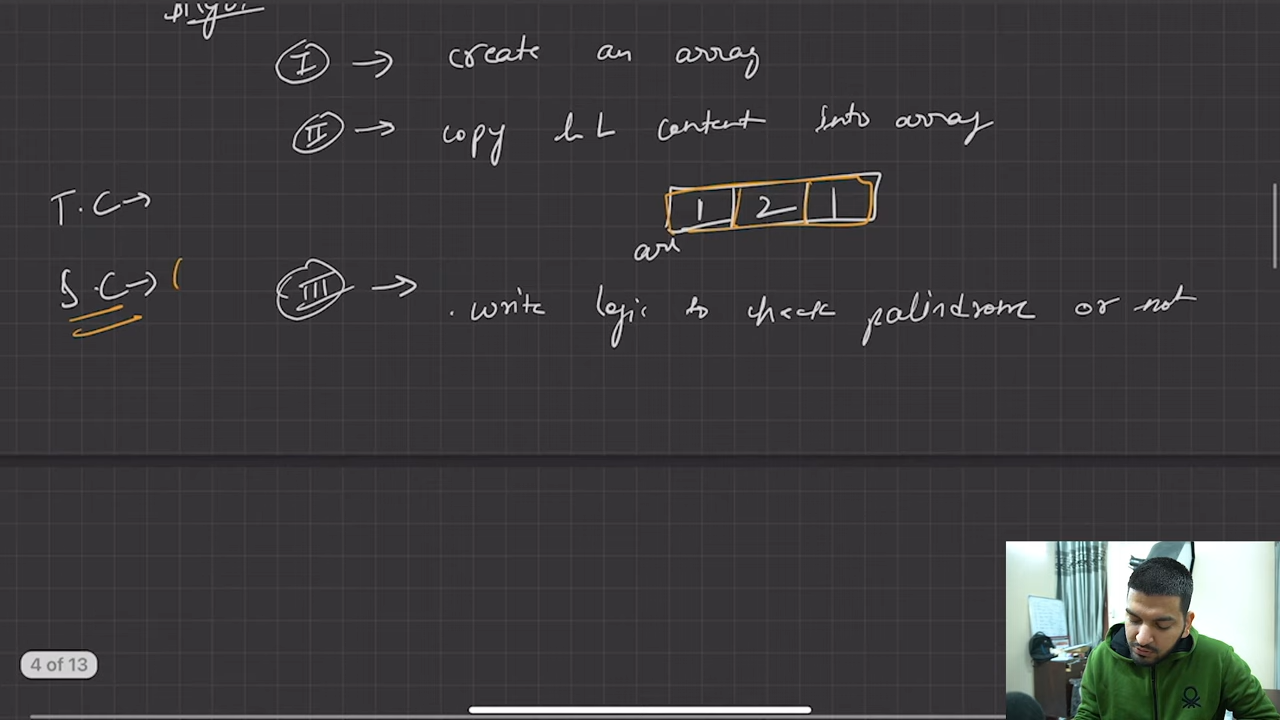 I → create an array
II → copy LL content into array
T.C →
1 2 1
arr
S.C → (
III → . write logic to check palindrome or not
4 of 13